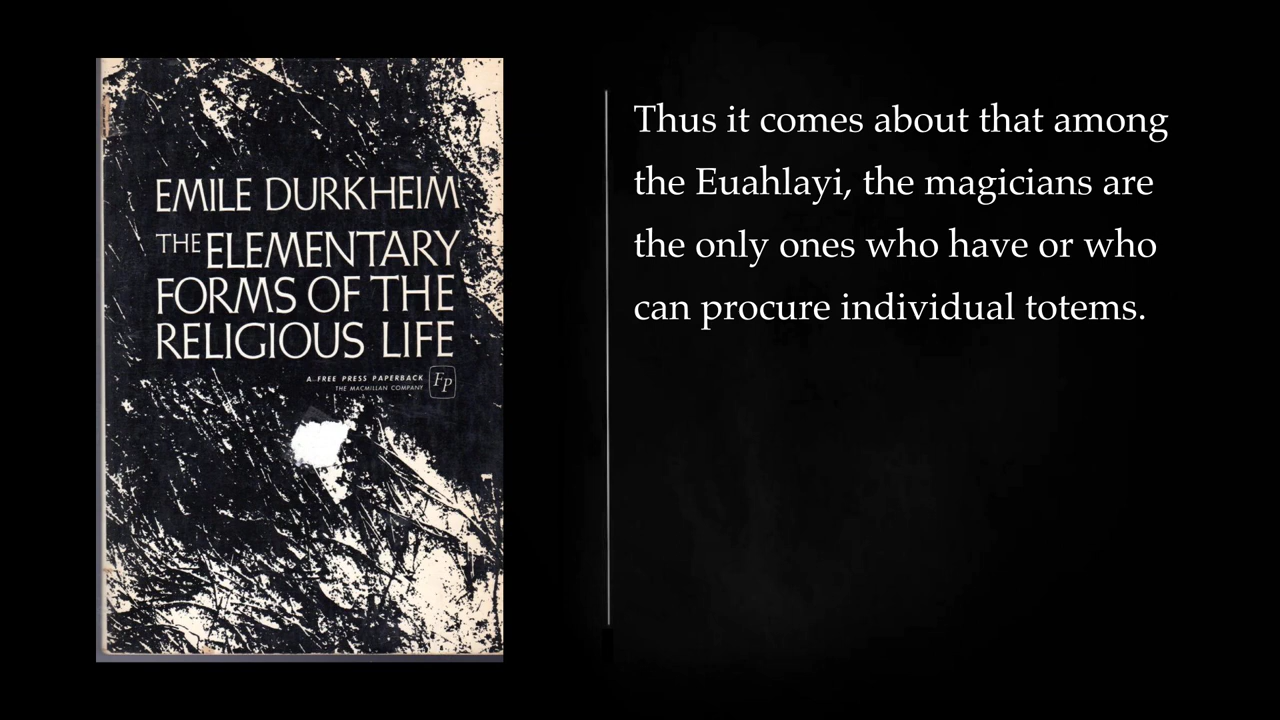 EMILE DURKHEIM
THE ELEMENTARY
FORMS OF THE
RELIGIOUS LIFE
A FREE PRESS PAPERBACK
THE MACMILLAN COMPANY
FP
Thus it comes about that among
the Euahlayi, the magicians are
the only ones who have or who
can procure individual totems.